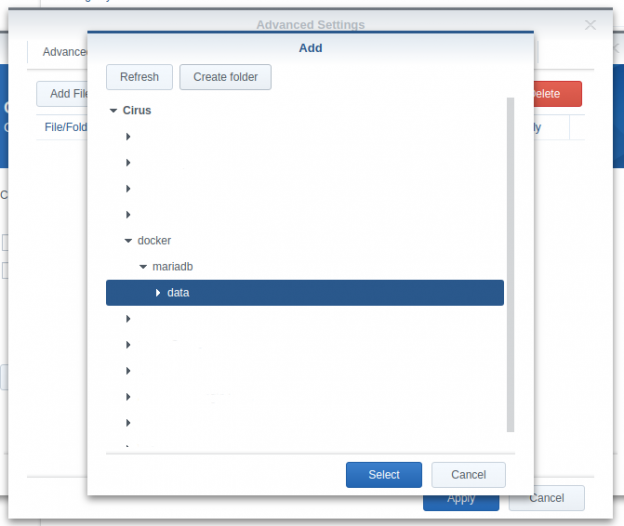 Advanced Settings
Add
Advance
Refresh
Create folder
Add File
elete
File/Fold
ly
Cirus
docker
mariadb
data
Select
Cancel
Apply
Cancel